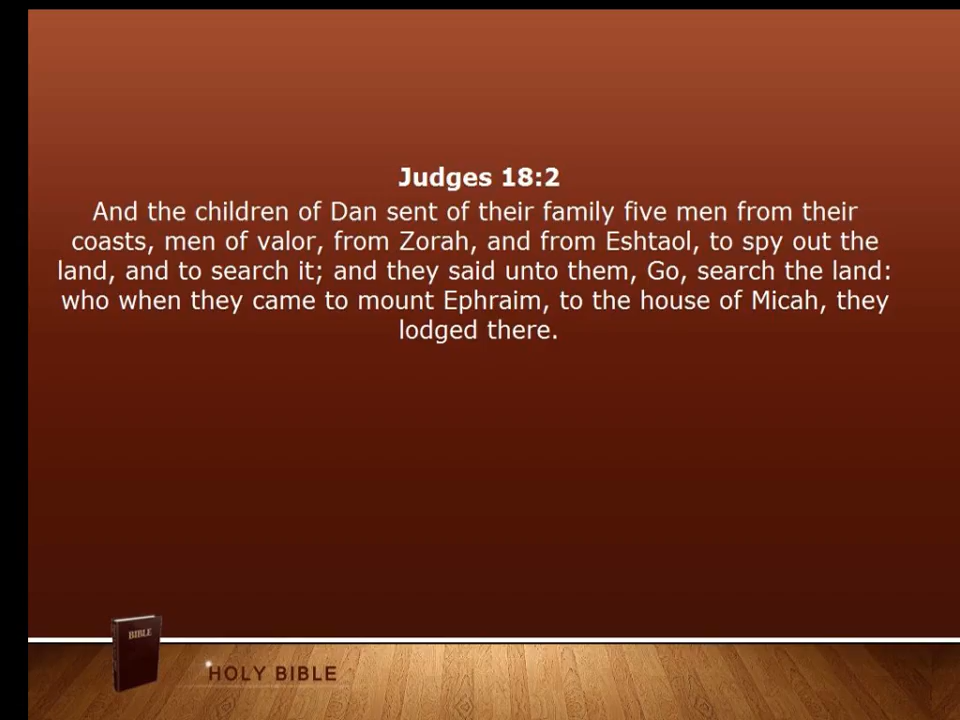 Judges 18:2
And the children of Dan sent of their family five men from their
coasts, men of valor, from Zorah, and from Eshtaol, to spy out the
land, and to search it; and they said unto them, Go, search the land:
who when they came to mount Ephraim, to the house of Micah, they
lodged there.
BIBLE
HOLY BIBLE